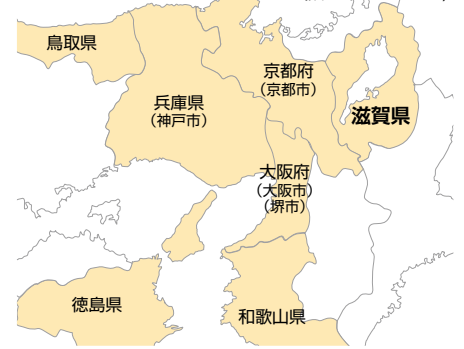 鳥取県
京都府
(京都市)
兵庫県
(神戸市)
滋賀県
大阪府
(大阪市)
(堺市)
徳島県
和歌山県